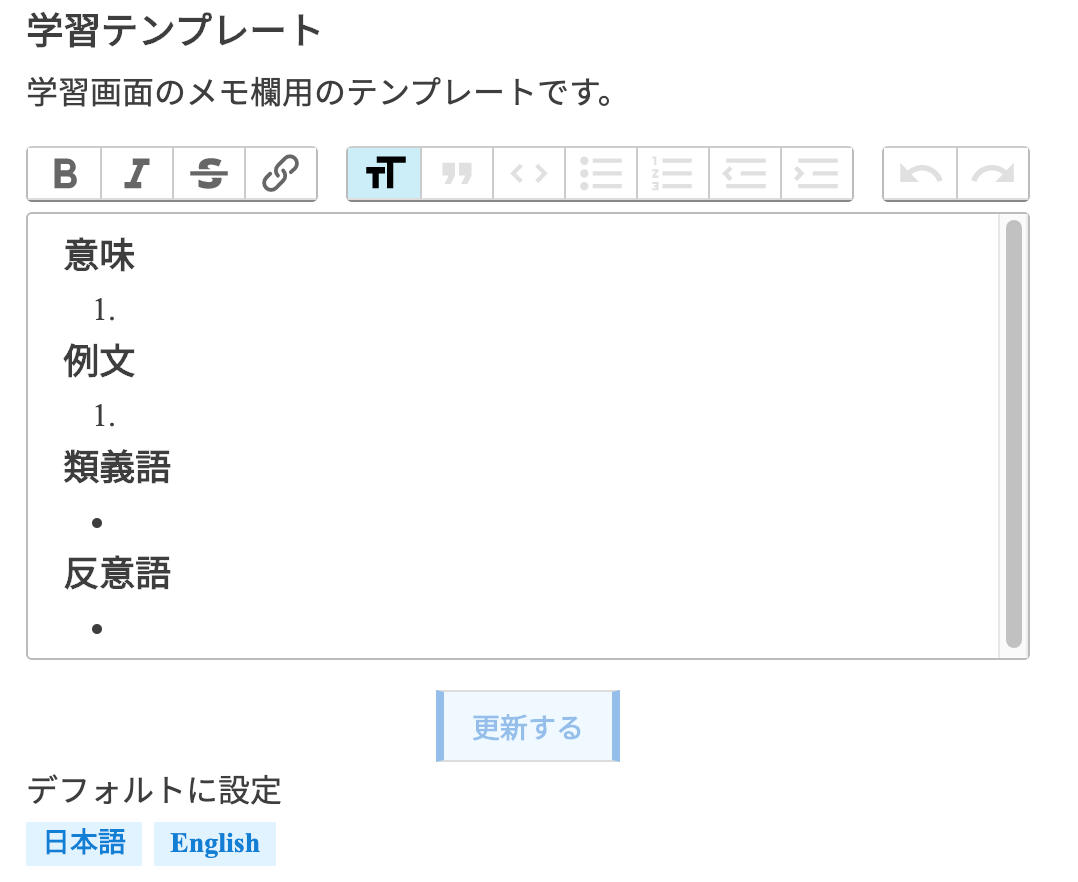 学習テンプレート
学習画面のメモ欄用のテンプレートです。
意味
1.
例文
1.
類義語
•
反意語
•
更新する
デフォルトに設定
日本語 English